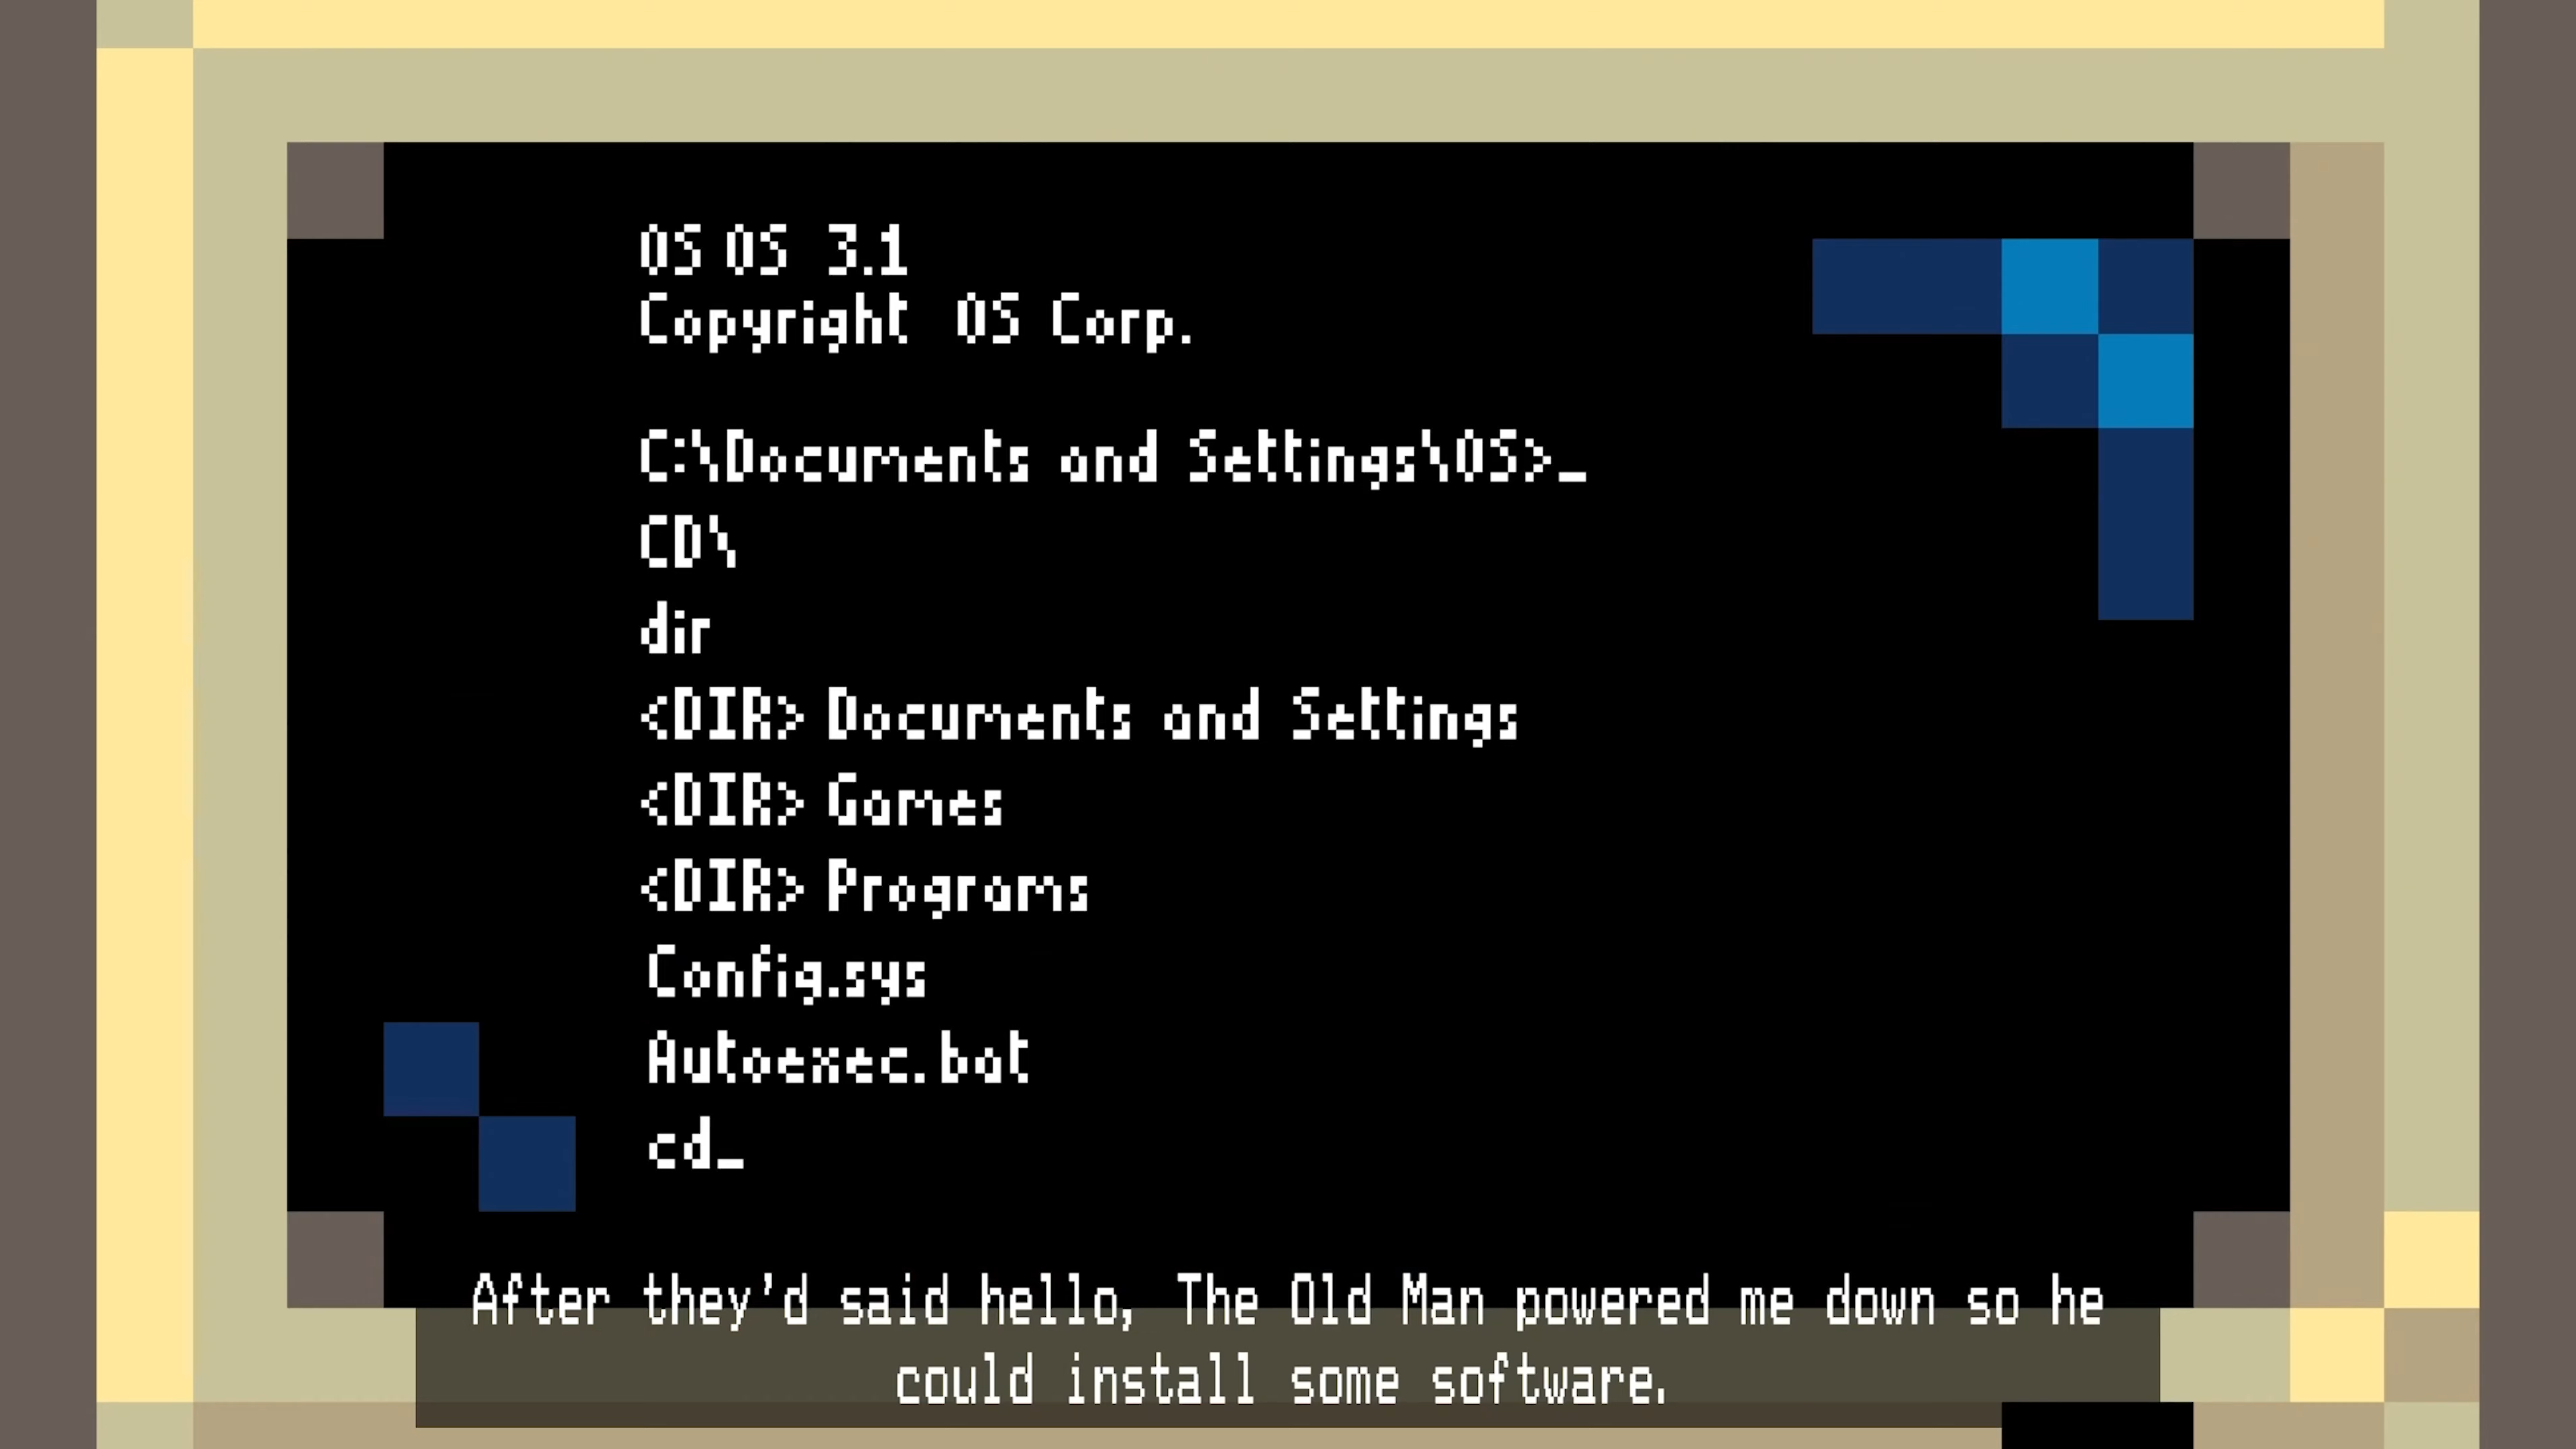 OS OS 3.1
Copyright OS Corp.
C:\Documents and Settings\OS>_
CD\
dir
<DIR> Documents and Settings
<DIR> Games
<DIR> Programs
Config.sys
Autoexec.bat
cd_
After they'd said hello, The Old Man powered me down so he
could install some software.